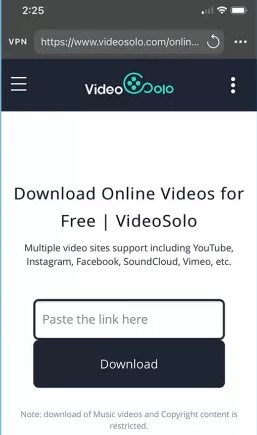 2:25
VPN https://www.videosolo.com/onlin...
VideoSolo
Download Online Videos for
Free | VideoSolo
Multiple video sites support including YouTube,
Instagram, Facebook, SoundCloud, Vimeo, etc.
Paste the link here
Download
Note: download of Music videos and Copyright content is
restricted.